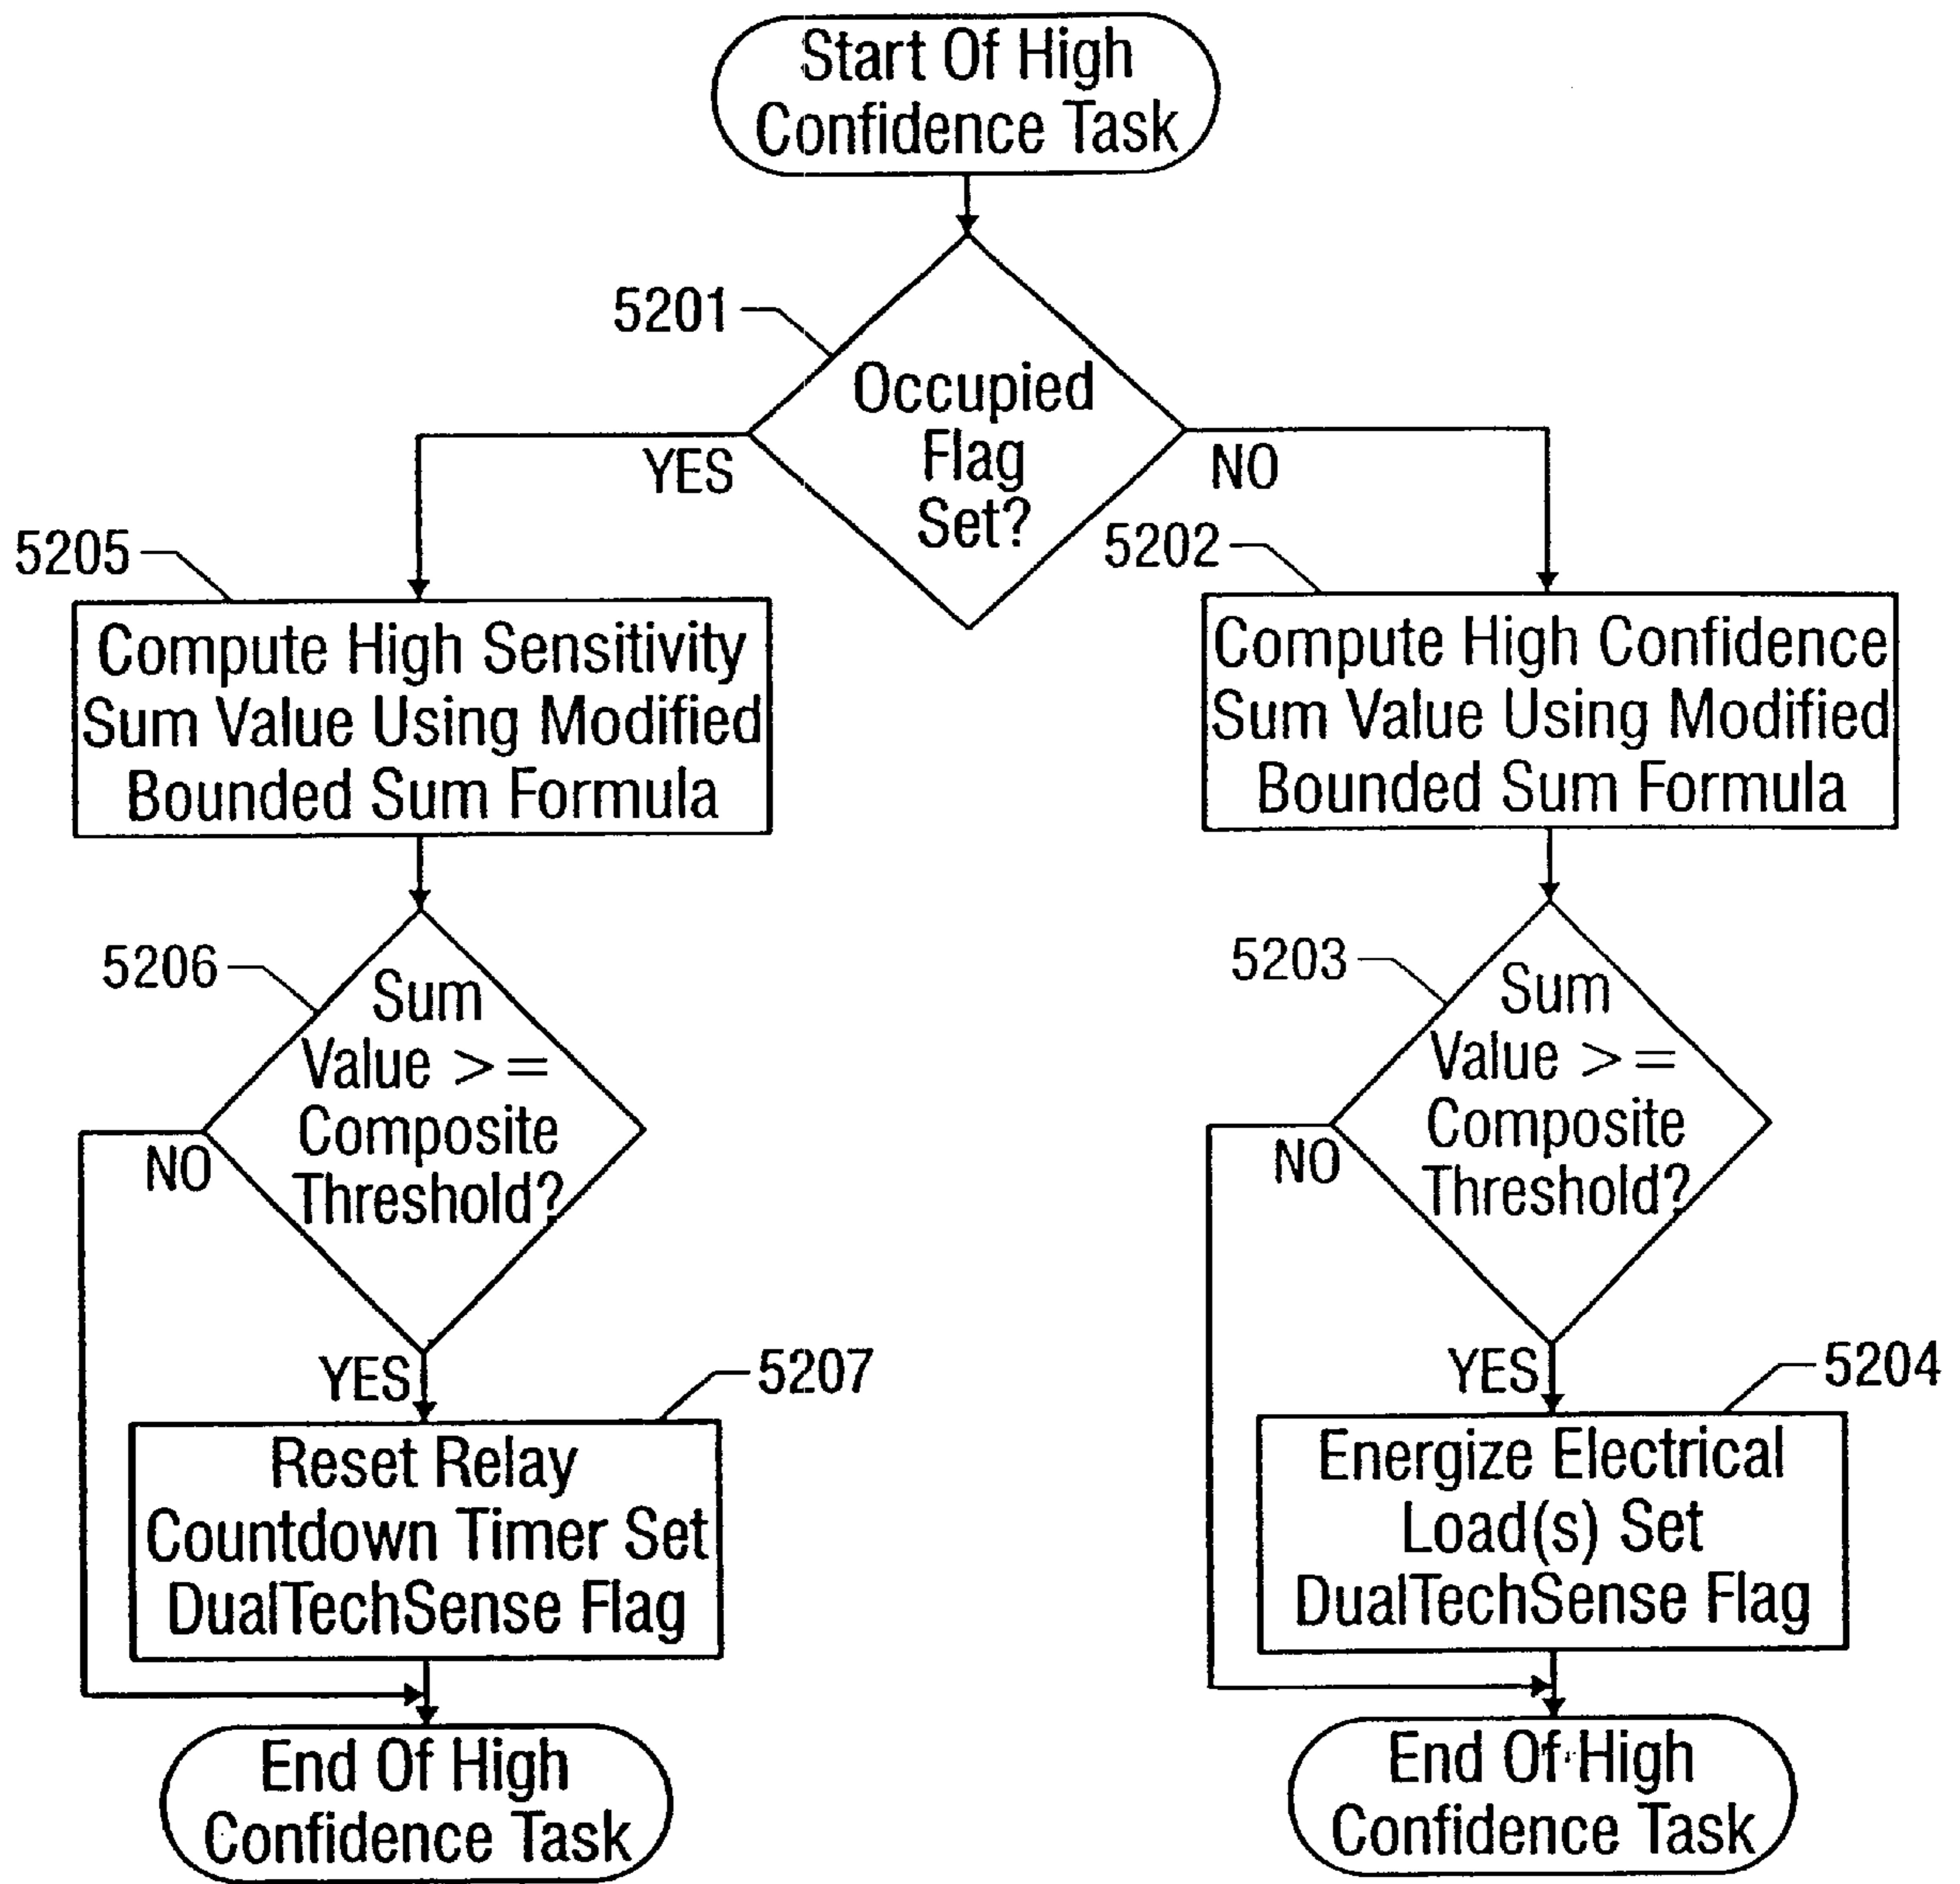 Start Of High
Confidence Task
5201
Occupied
Flag
Set?
YES
NO
5205
Compute High Sensitivity
Sum Value Using Modified
Bounded Sum Formula
5202
Compute High Confidence
Sum Value Using Modified
Bounded Sum Formula
5206
Sum
Value >=
Composite
Threshold?
NO
YES
5203
Sum
Value >=
Composite
Threshold?
NO
YES
5207
Reset Relay
Countdown Timer Set
DualTechSense Flag
5204
Energize Electrical
Load(s) Set
DualTechSense Flag
End Of High
Confidence Task
End Of High
Confidence Task